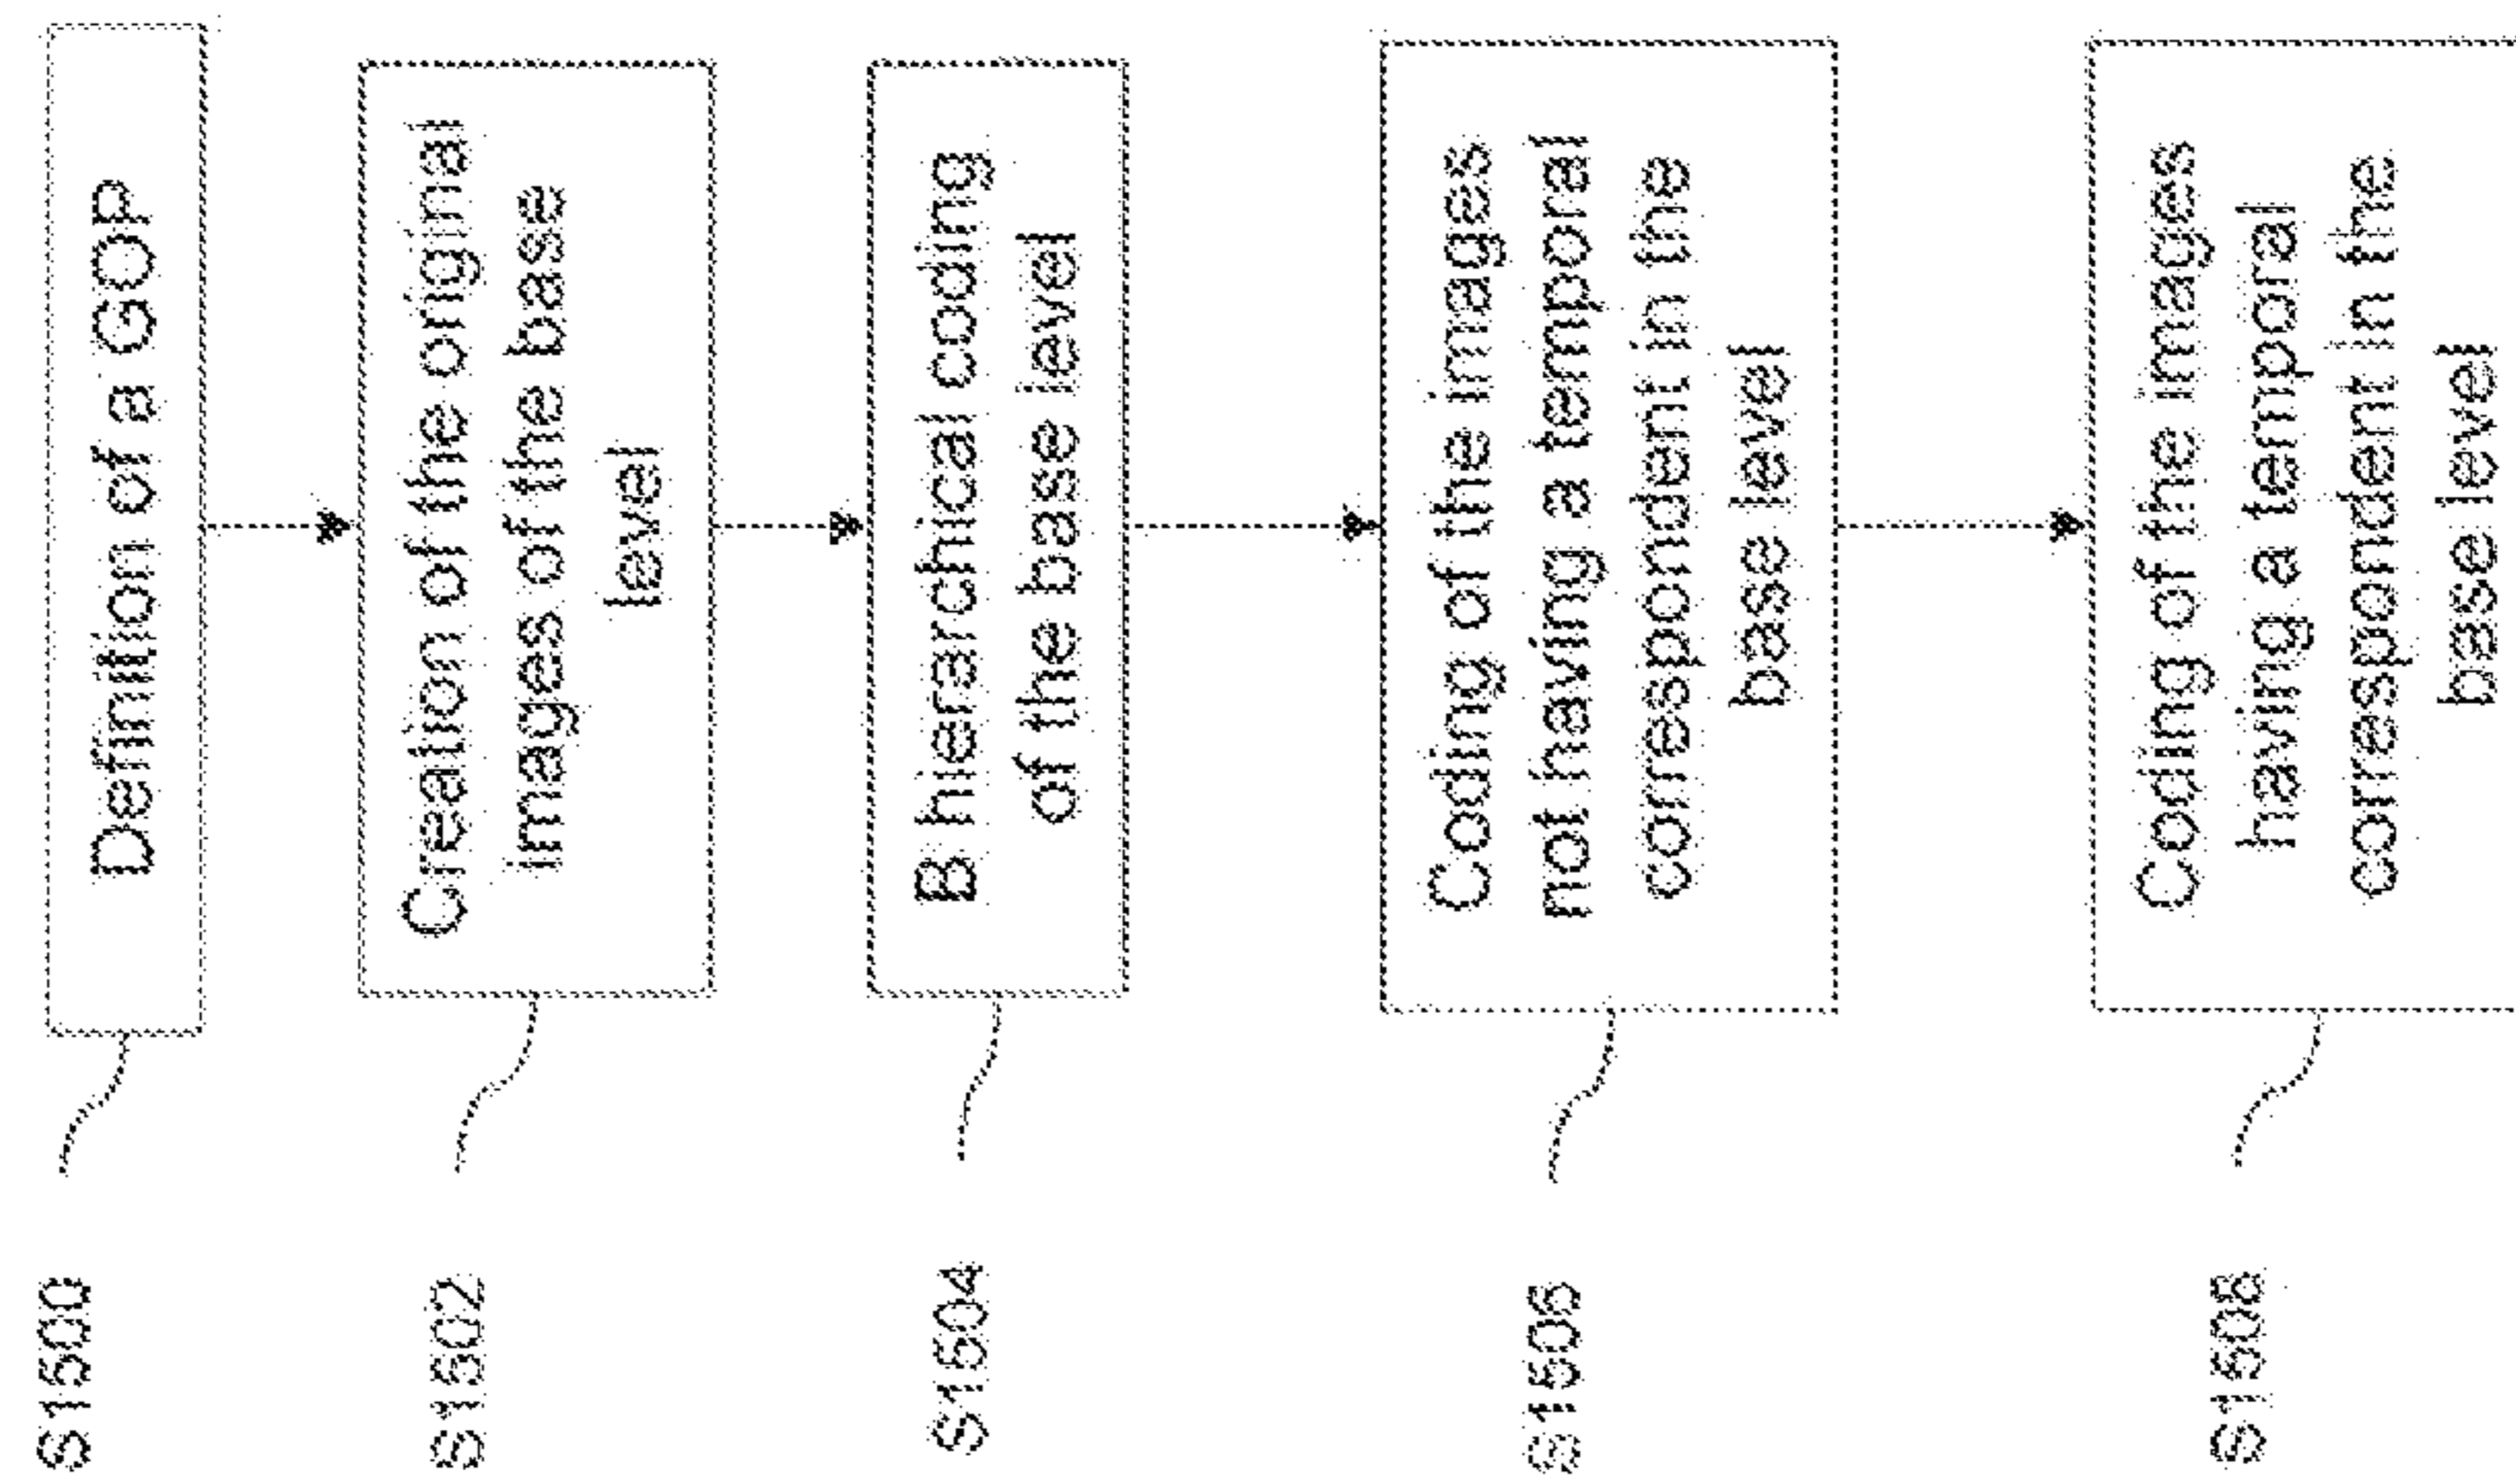 S1500
Definition of a GOP
S1502
Creation of the original
images of the base
level
S1504
B hierarchical coding
of the base level
S1506
Coding of the images
not having a temporal
correspondent in the
base level
S1508
Coding of the images
having a temporal
correspondent in the
base level